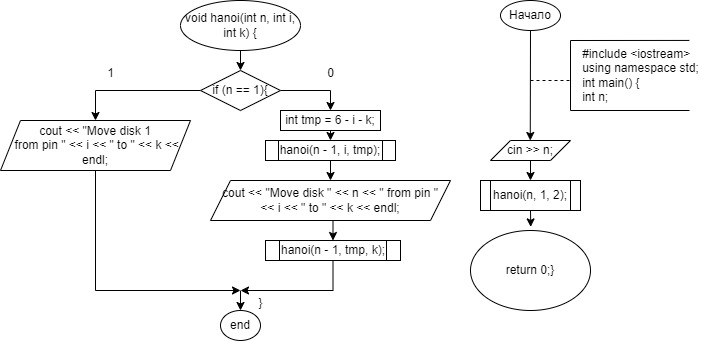 void hanoi(int n, int i,
int k) {
1
if (n == 1){
0
cout << "Move disk 1
from pin " << i << " to " << k <<
endl;
int tmp = 6 - i - k;
hanoi(n - 1, i, tmp);
cout << "Move disk " << n << " from pin "
<< i << " to " << k << endl;
hanoi(n - 1, tmp, k);
}
end
Начало
#include <iostream>
using namespace std;
int main() {
int n;
cin >> n;
hanoi(n, 1, 2);
return 0;}